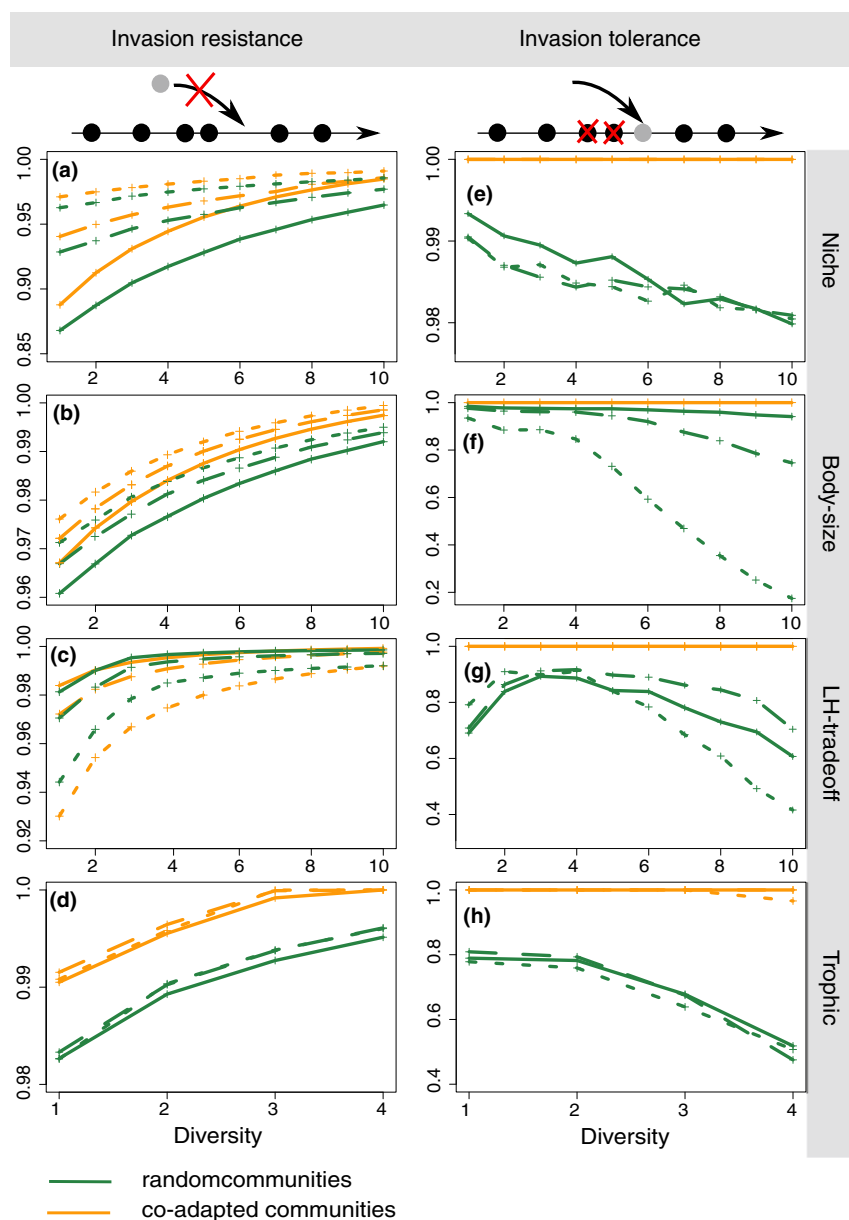 Invasion resistance
Invasion tolerance
(a)
0.85 0.90 0.95 1.00
2 4 6 8 10
(e)
0.98 0.99 1.00
2 4 6 8 10
Niche
(b)
0.96 0.97 0.98 0.99 1.00
2 4 6 8 10
(f)
0.2 0.4 0.6 0.8 1.0
2 4 6 8 10
Body-size
(c)
0.92 0.94 0.96 0.98 1.00
2 4 6 8 10
(g)
0.4 0.6 0.8 1.0
2 4 6 8 10
LH-tradeoff
(d)
0.98 0.99 1.0
1 2 3 4
Diversity
(h)
0.4 0.6 0.8 1.0
1 2 3 4
Diversity
Trophic
randomcommunities
co-adapted communities